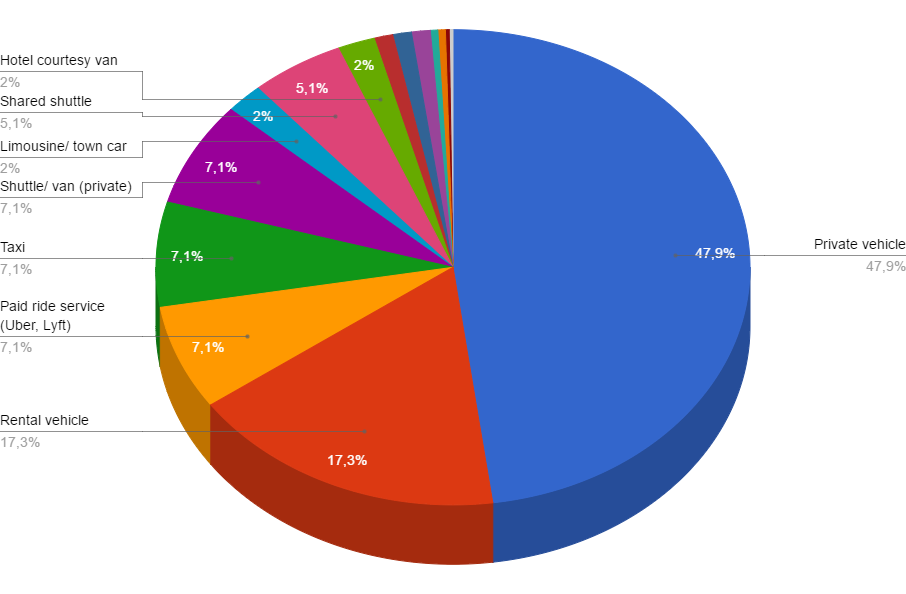 Hotel courtesy van
2%
Shared shuttle
5,1%
Limousine/ town car
2%
Shuttle/ van (private)
7,1%
Taxi
7,1%
Paid ride service
(Uber, Lyft)
7,1%
Rental vehicle
17,3%
2%
5,1%
2%
7,1%
7,1%
7,1%
17,3%
47,9%
Private vehicle
47,9%